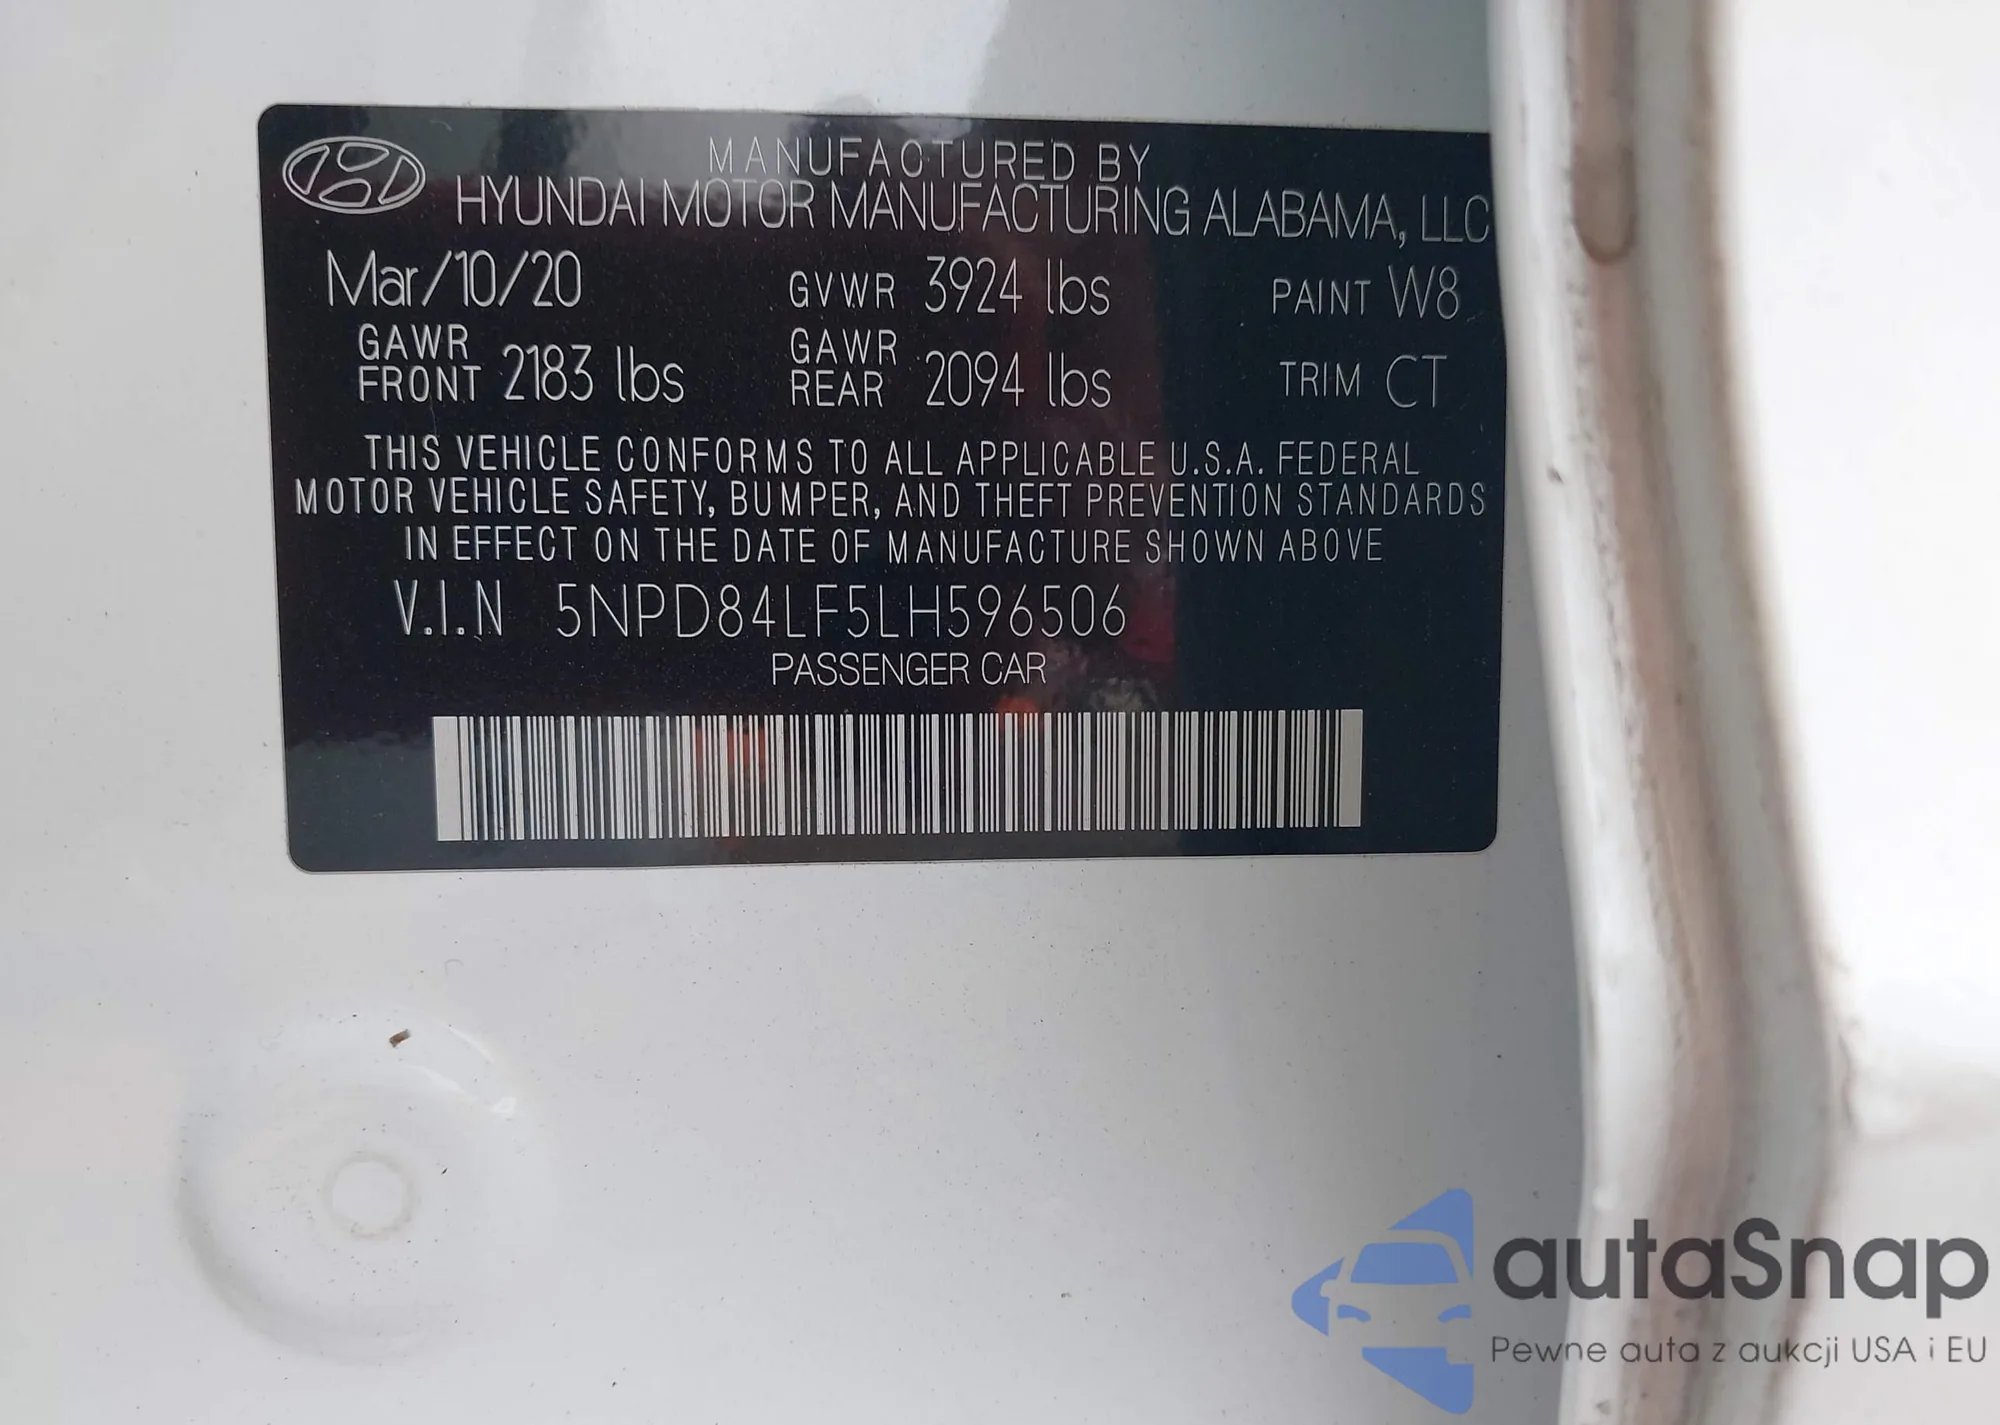 MANUFACTURED BY
HYUNDAI MOTOR MANUFACTURING ALABAMA, LLC
Mar/10/20 GVWR 3924 lbs PAINT W8
GAWR FRONT 2183 lbs GAWR REAR 2094 lbs TRIM CT
THIS VEHICLE CONFORMS TO ALL APPLICABLE U.S.A. FEDERAL
MOTOR VEHICLE SAFETY, BUMPER, AND THEFT PREVENTION STANDARDS
IN EFFECT ON THE DATE OF MANUFACTURE SHOWN ABOVE
V.I.N 5NPD84LF5LH596506
PASSENGER CAR
autaSnap
Pewne auta z aukcji USA i EU